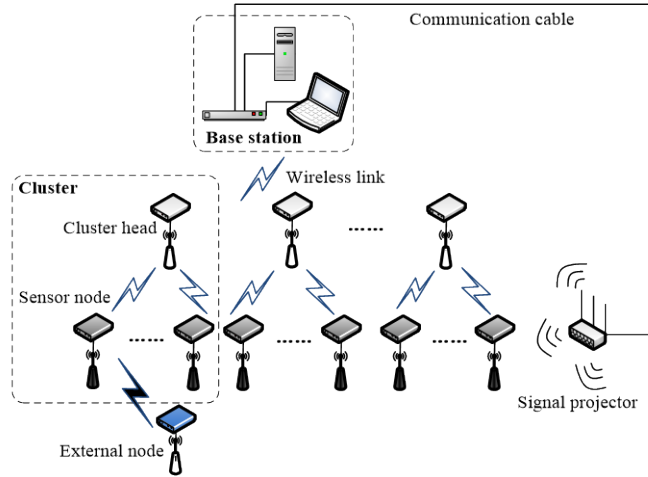 Communication cable
Base station
Wireless link
Cluster
Cluster head
......
Sensor node
...... ...... ......
Signal projector
External node